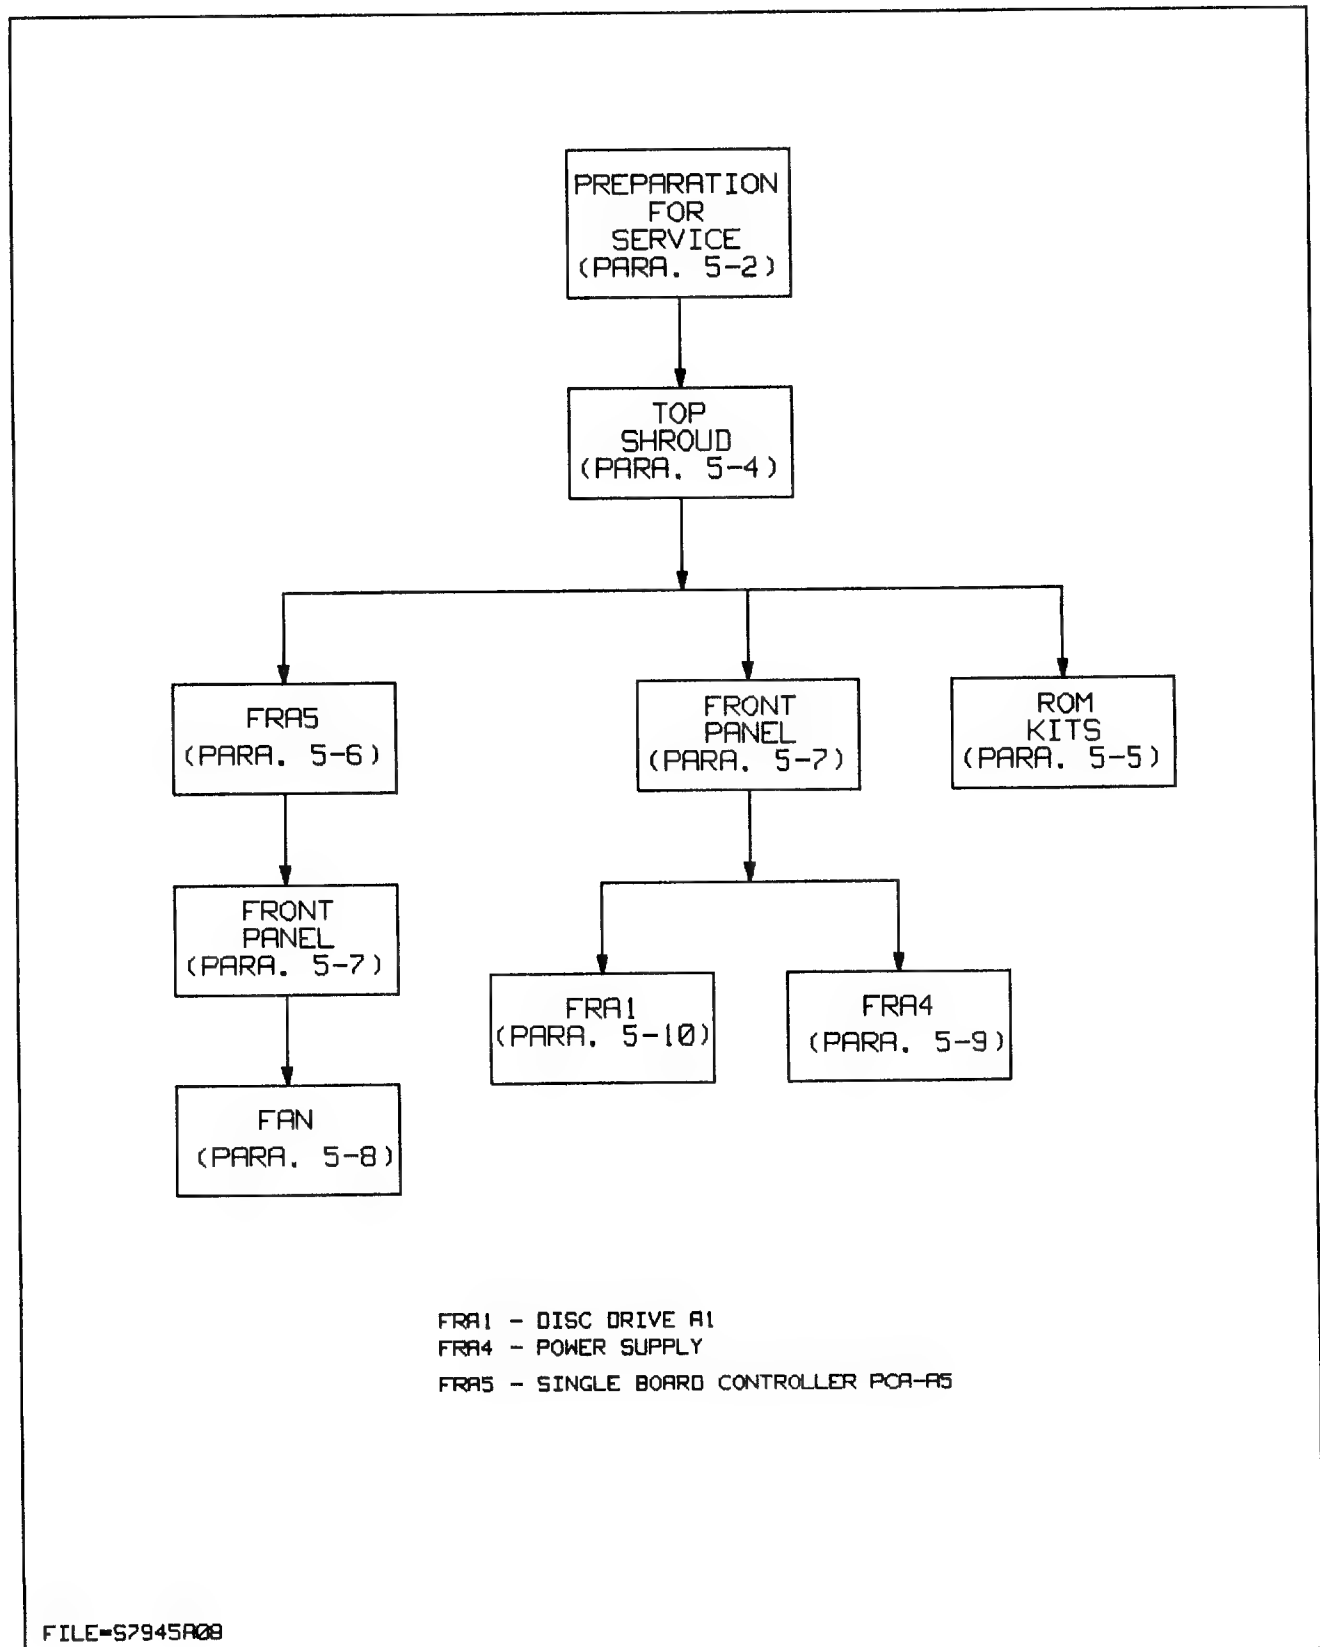 PREPARATION
FOR
SERVICE
(PARA. 5-2)
TOP
SHROUD
(PARA. 5-4)
FRA5
(PARA. 5-6)
FRONT
PANEL
(PARA. 5-7)
ROM
KITS
(PARA. 5-5)
FRONT
PANEL
(PARA. 5-7)
FRA1
(PARA. 5-10)
FRA4
(PARA. 5-9)
FAN
(PARA. 5-8)
FRA1 - DISC DRIVE A1
FRA4 - POWER SUPPLY
FRA5 - SINGLE BOARD CONTROLLER PCA-A5
FILE=S7945A08